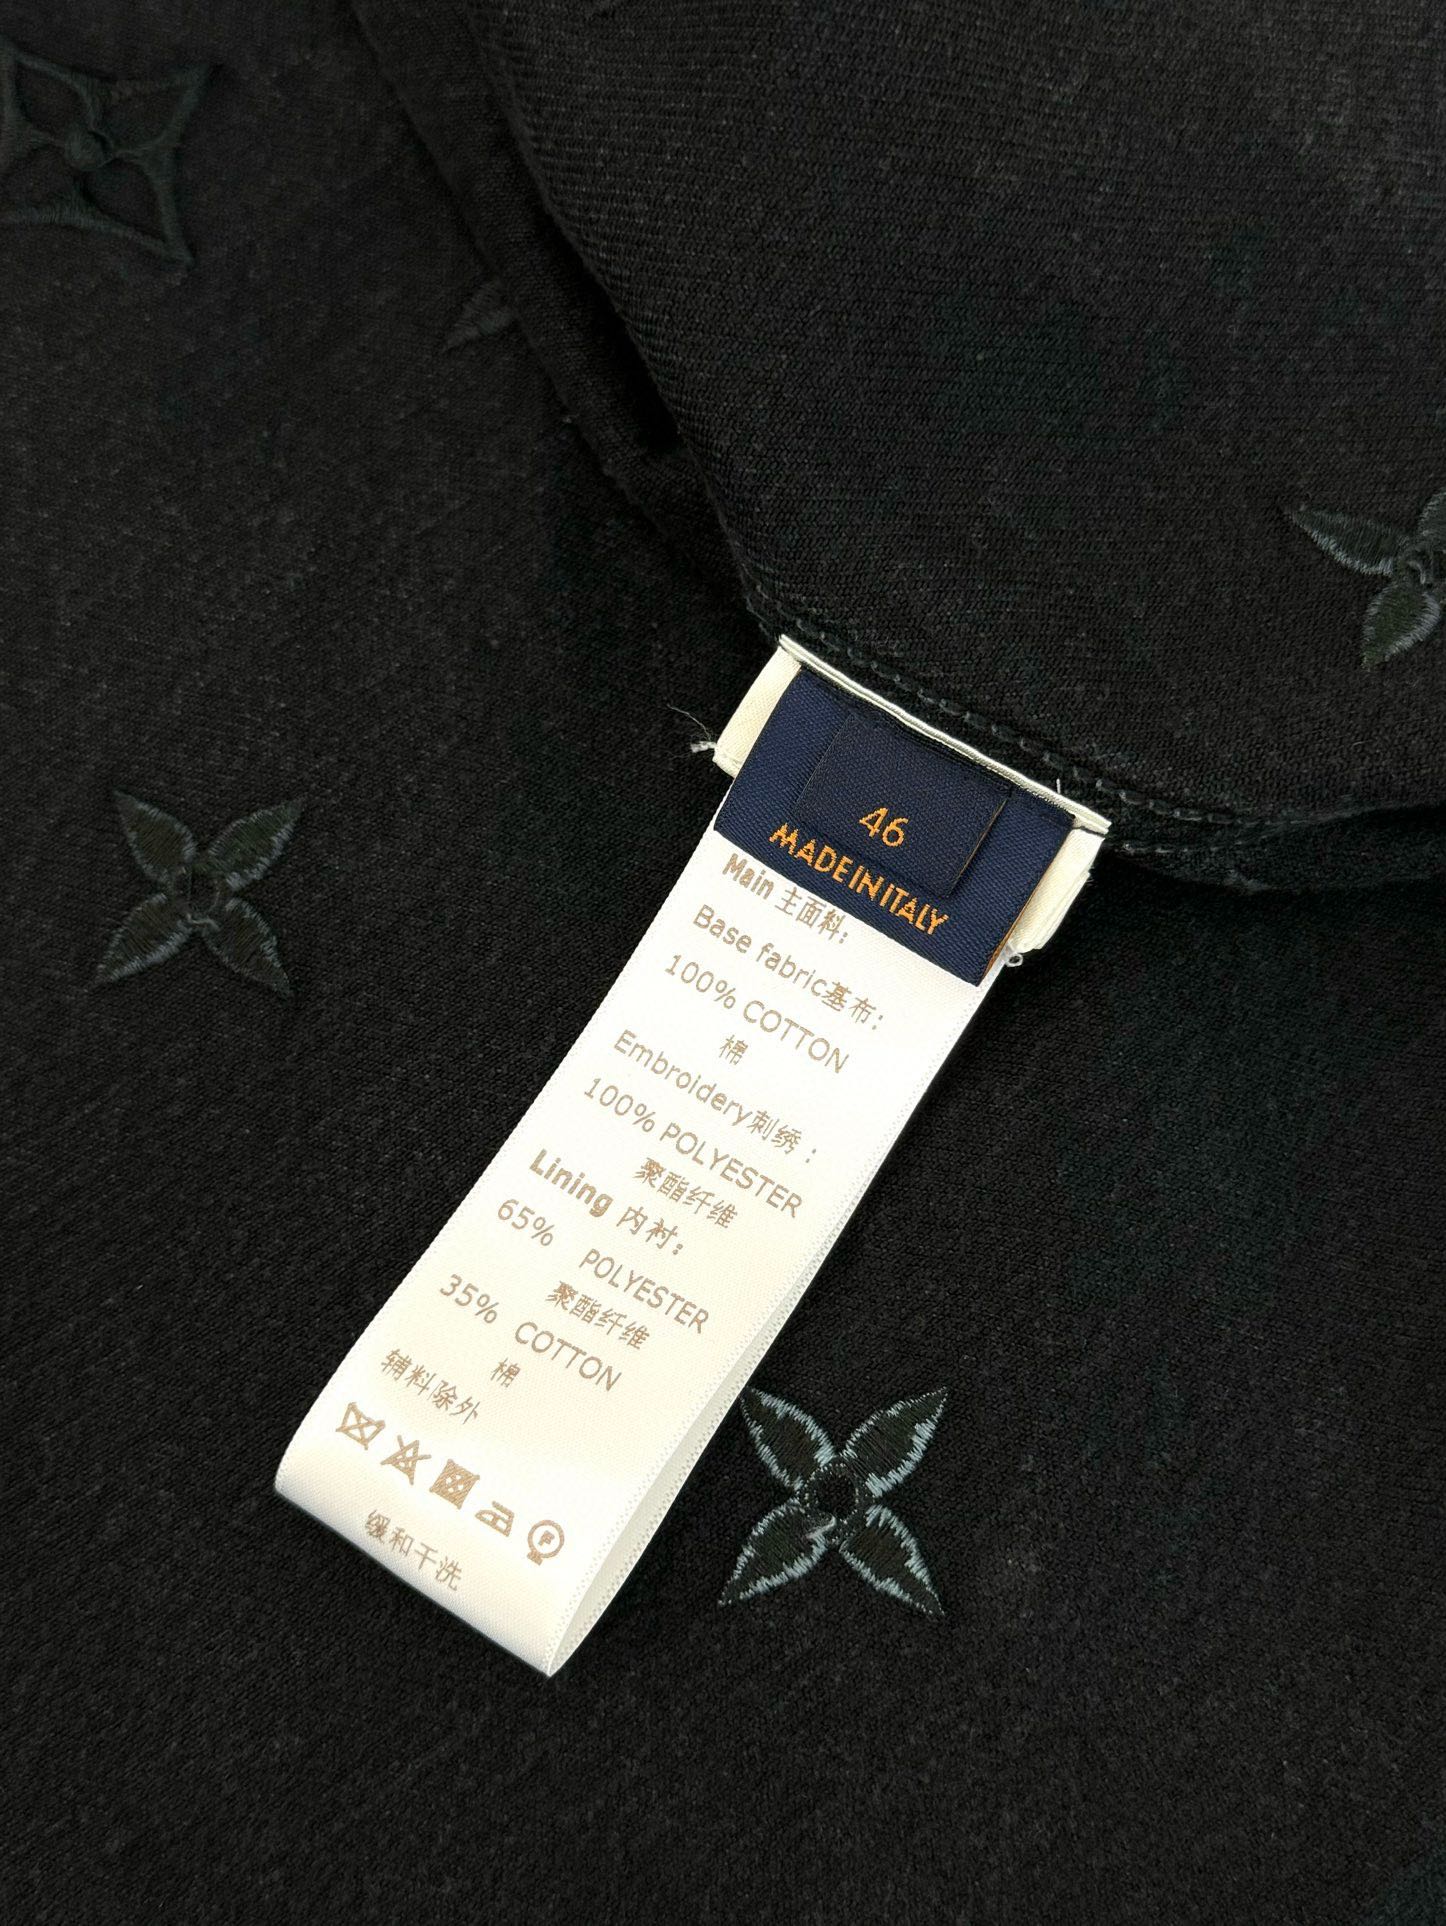 46
MADE IN ITALY
Main 主面料:
Base fabric基布:
100% COTTON
棉
Embroidery刺绣:
100% POLYESTER
聚酯纤维
Lining 内衬:
65% POLYESTER
聚酯纤维
35% COTTON
棉
辅料除外
F
缓和干洗